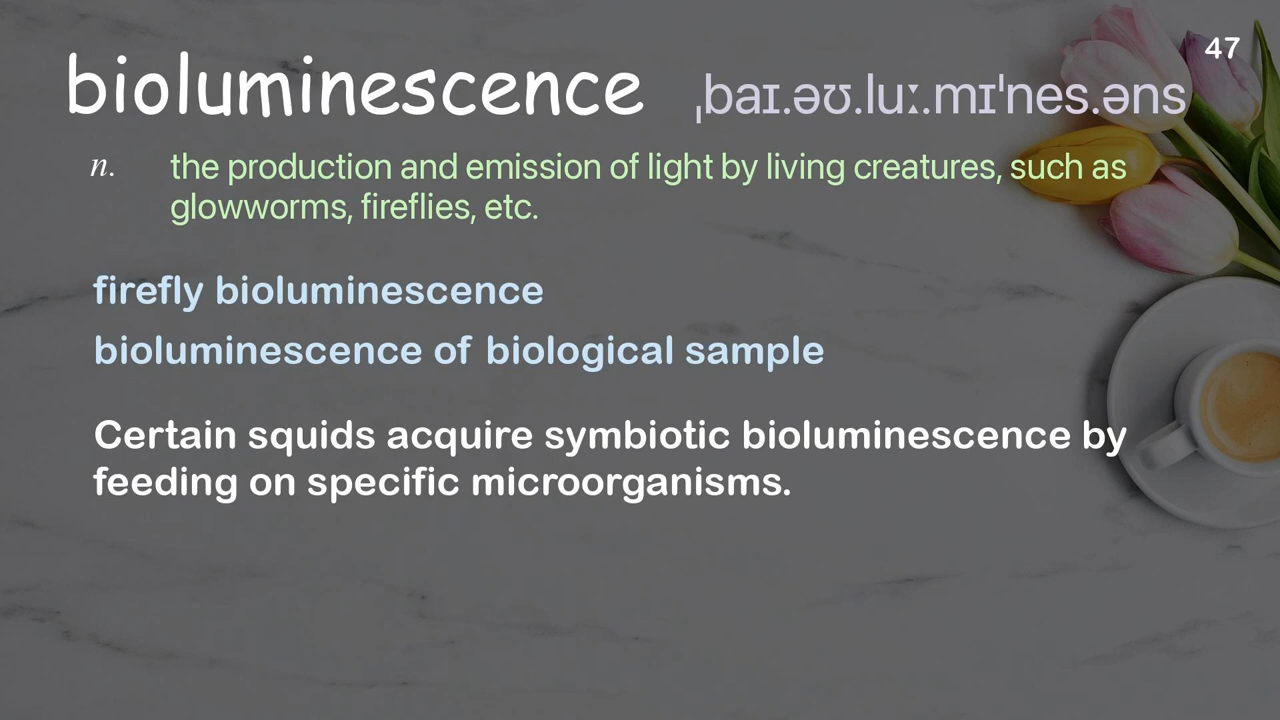 47
bioluminescence ˌbaɪ.əʊ.luː.mɪˈnes.əns
n. the production and emission of light by living creatures, such as
glowworms, fireflies, etc.
firefly bioluminescence
bioluminescence of biological sample
Certain squids acquire symbiotic bioluminescence by
feeding on specific microorganisms.